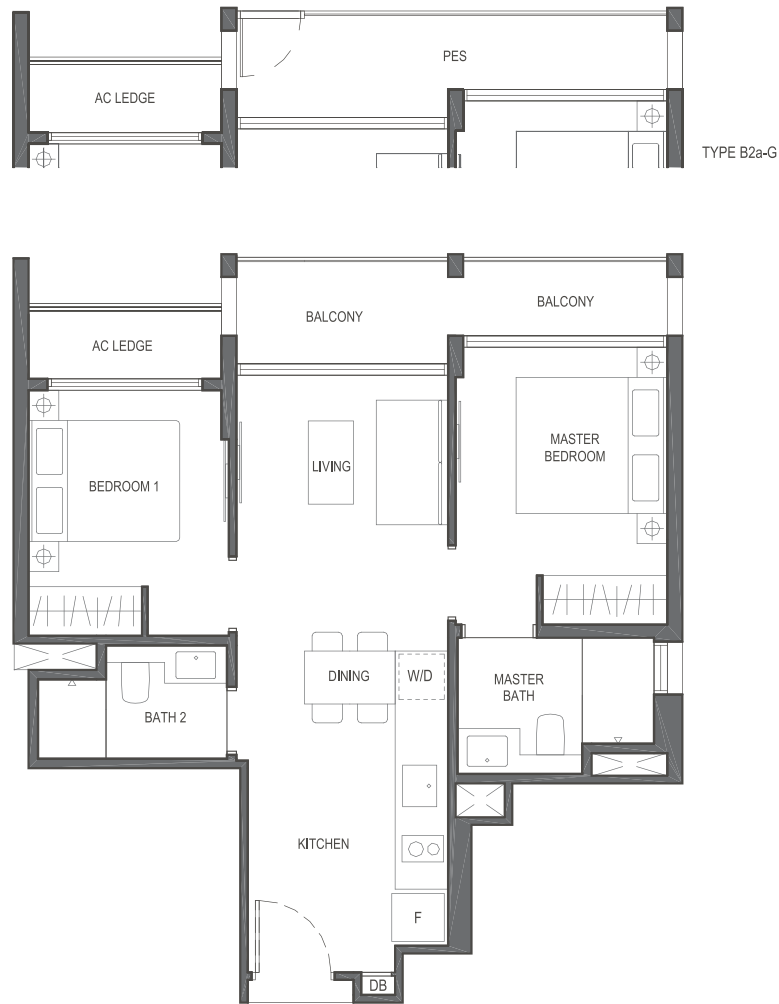 PES
AC LEDGE
TYPE B2a-G
BALCONY
BALCONY
AC LEDGE
MASTER
BEDROOM
LIVING
BEDROOM 1
DINING
W/D
MASTER
BATH
BATH 2
KITCHEN
F
DB